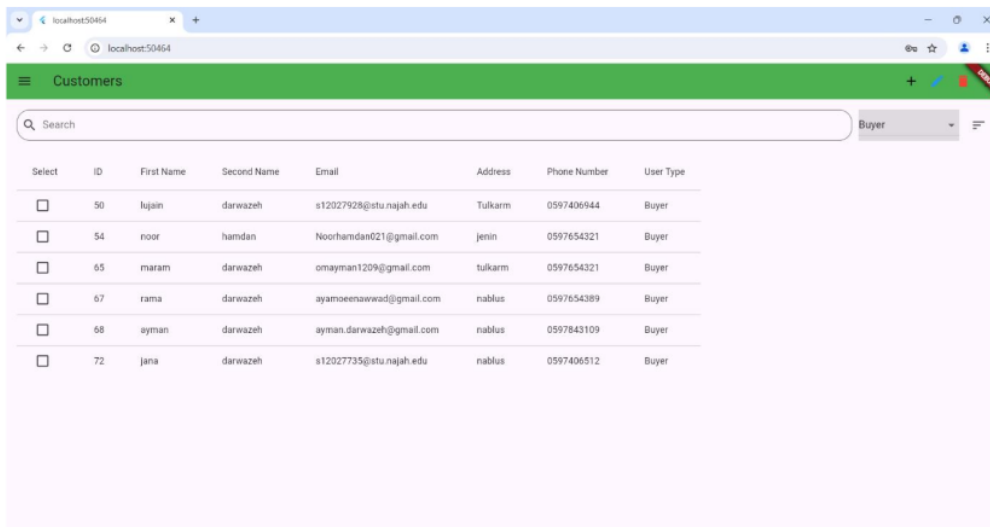 localhost:50464
localhost:50464
Customers
DEBUG
Search
Buyer
Select ID First Name Second Name Email Address Phone Number User Type
50 lujain darwazeh s12027928@stu.najah.edu Tulkarm 0597406944 Buyer
54 noor hamdan Noorhamdan021@gmail.com jenin 0597654321 Buyer
65 maram darwazeh omayman1209@gmail.com tulkarm 0597654321 Buyer
67 rama darwazeh ayamoeenawwad@gmail.com nablus 0597654389 Buyer
68 ayman darwazeh ayman.darwazeh@gmail.com nablus 0597843109 Buyer
72 jana darwazeh s12027735@stu.najah.edu nablus 0597406512 Buyer